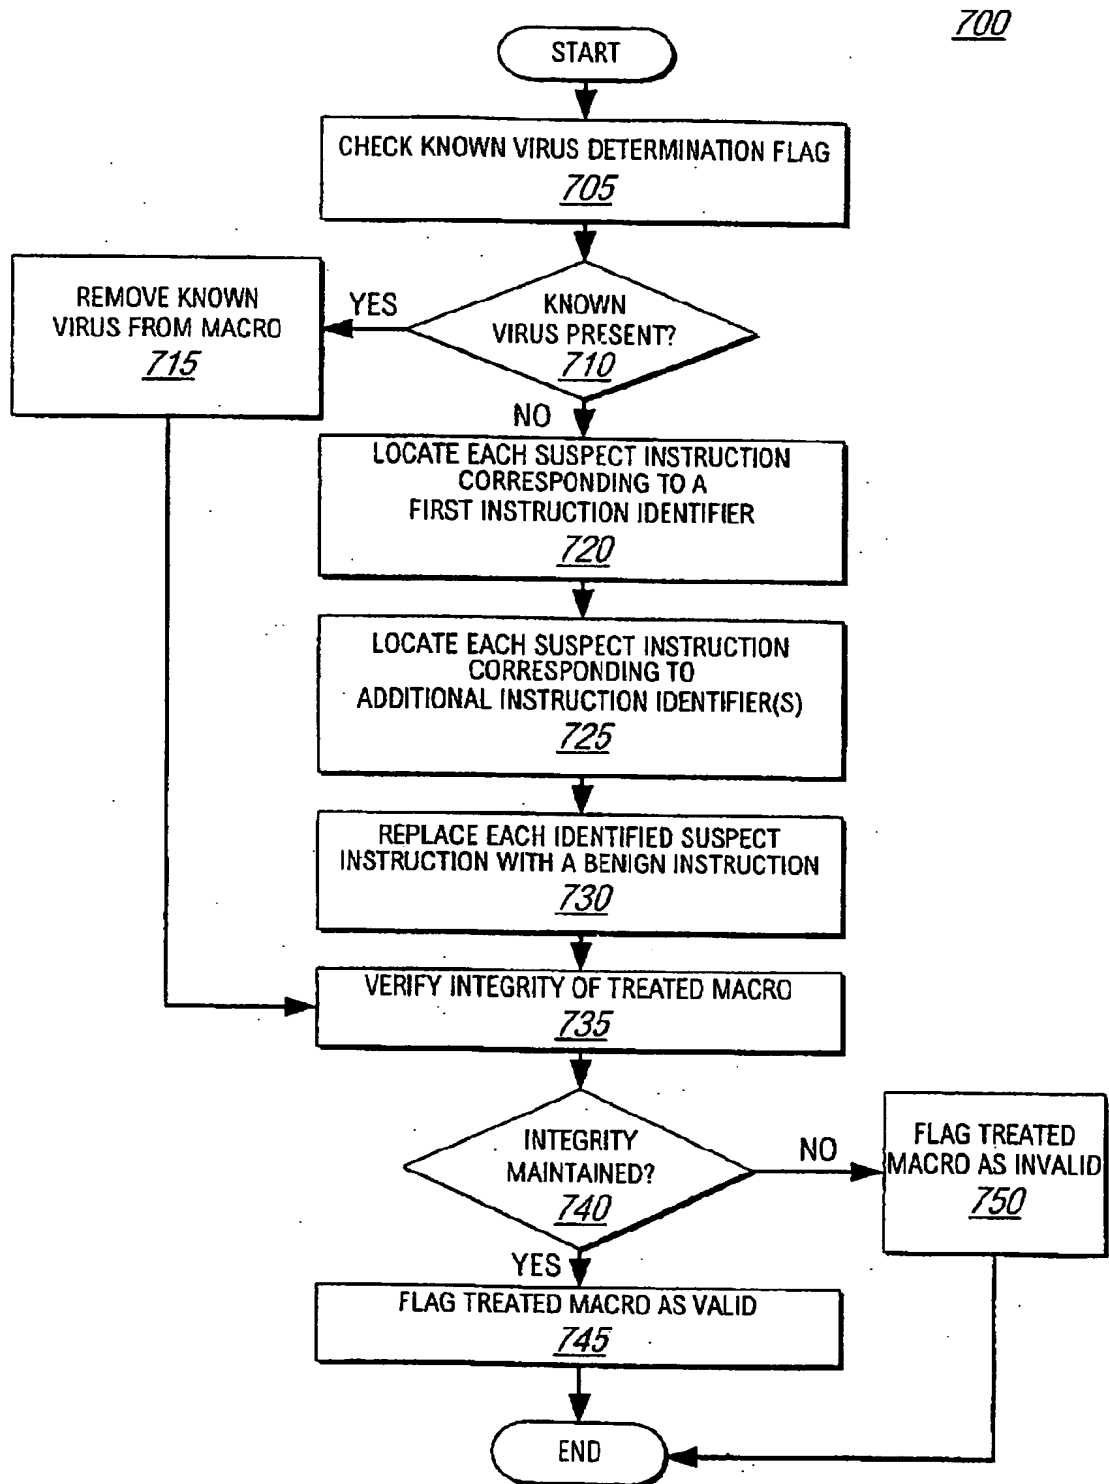 700
START
CHECK KNOWN VIRUS DETERMINATION FLAG
705
REMOVE KNOWN
VIRUS FROM MACRO
715
YES
KNOWN
VIRUS PRESENT?
710
NO
LOCATE EACH SUSPECT INSTRUCTION
CORRESPONDING TO A
FIRST INSTRUCTION IDENTIFIER
720
LOCATE EACH SUSPECT INSTRUCTION
CORRESPONDING TO
ADDITIONAL INSTRUCTION IDENTIFIER(S)
725
REPLACE EACH IDENTIFIED SUSPECT
INSTRUCTION WITH A BENIGN INSTRUCTION
730
VERIFY INTEGRITY OF TREATED MACRO
735
INTEGRITY
MAINTAINED?
740
NO
FLAG TREATED
MACRO AS INVALID
750
YES
FLAG TREATED MACRO AS VALID
745
END